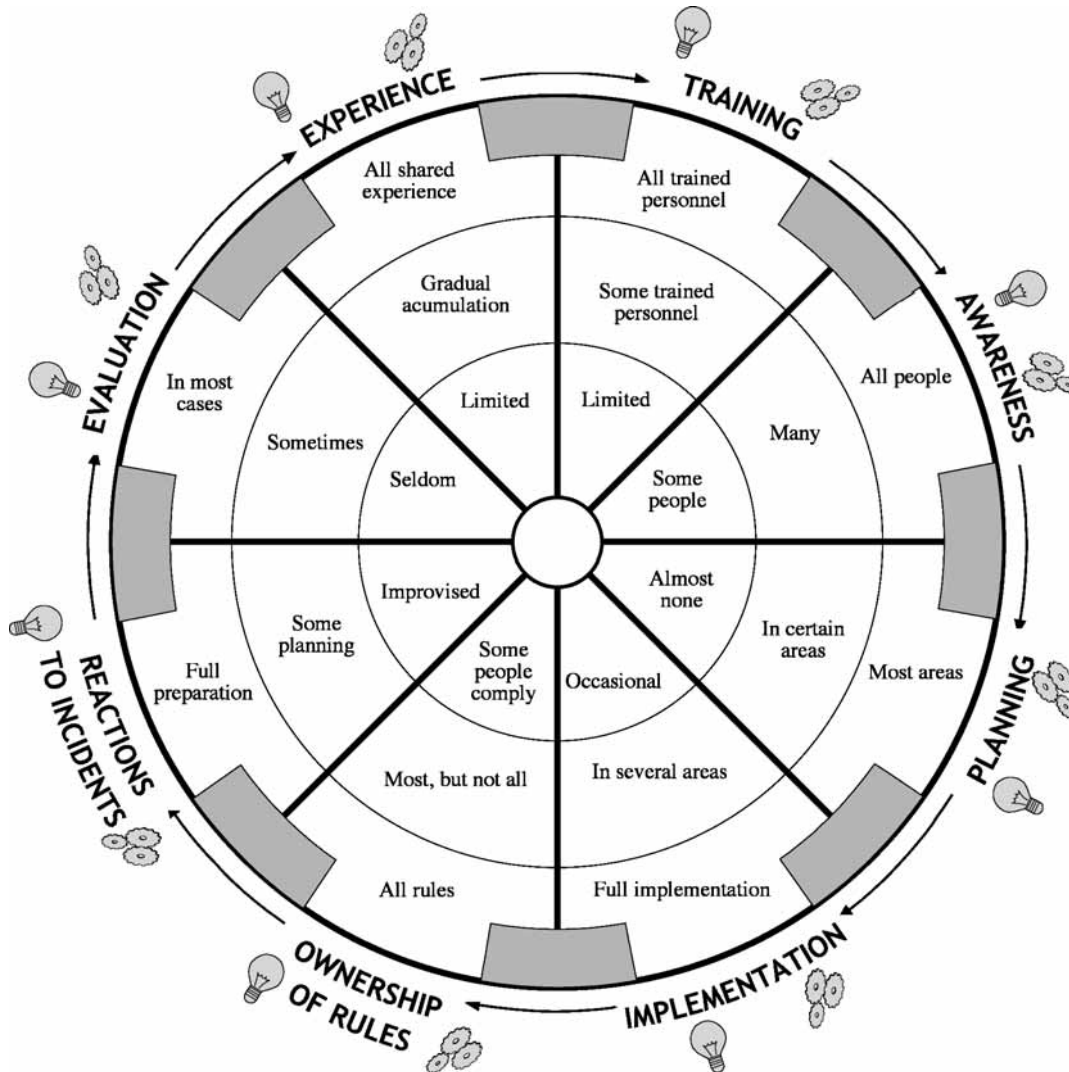 EXPERIENCE
TRAINING
AWARENESS
PLANNING
IMPLEMENTATION
OWNERSHIP
OF RULES
REACTIONS
TO INCIDENTS
EVALUATION
All shared
experience
Gradual
acumulation
Limited
All trained
personnel
Some trained
personnel
Limited
All people
Many
Some
people
Most areas
In certain
areas
Almost
none
Full implementation
In several areas
Occasional
All rules
Most, but not all
Some
people
comply
Full
preparation
Some
planning
Improvised
In most
cases
Sometimes
Seldom